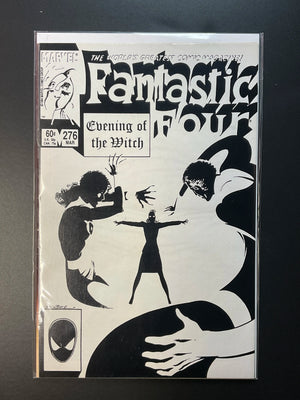 MARVEL
THE WORLD'S GREATEST COMIC MAGAZINE!
Fantastic
Four
60¢
276
MAR
Evening of
the Witch